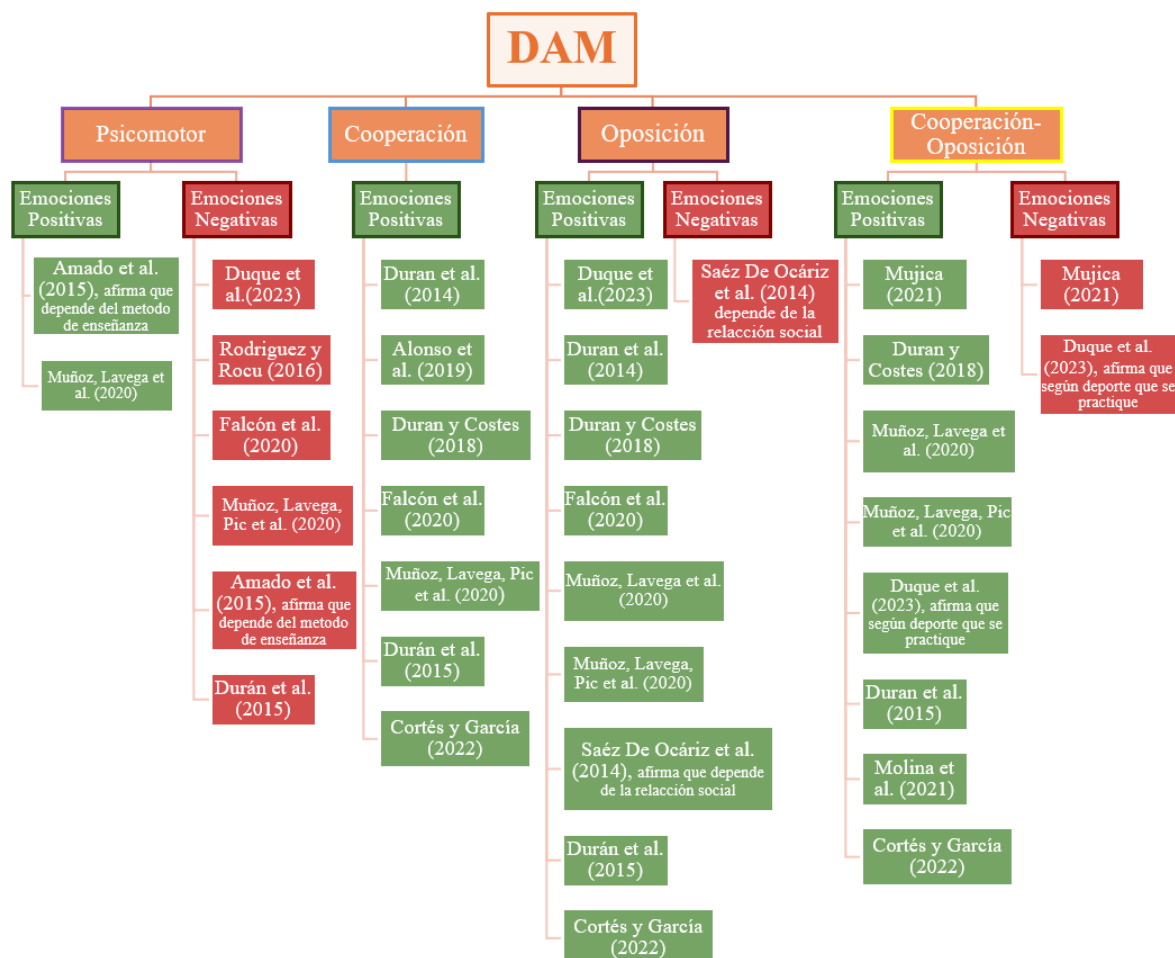 DAM
Psicomotor
Emociones
Positivas
Amado et al.
(2015), afirma que
depende del metodo
de enseñanza
Muñoz, Lavega
et al. (2020)
Emociones
Negativas
Duque et
al.(2023)
Rodriguez y
Rocu (2016)
Falcón et al.
(2020)
Muñoz, Lavega,
Pic et al. (2020)
Amado et al.
(2015), afirma que
depende del metodo
de enseñanza
Durán et al.
(2015)
Cooperación
Emociones
Positivas
Duran et al.
(2014)
Alonso et
al. (2019)
Duran y Costes
(2018)
Falcón et al.
(2020)
Muñoz, Lavega, Pic
et al. (2020)
Durán et al.
(2015)
Cortés y García
(2022)
Oposición
Emociones
Positivas
Duque et
al.(2023)
Duran et al.
(2014)
Duran y Costes
(2018)
Falcón et al.
(2020)
Muñoz, Lavega et al.
(2020)
Muñoz, Lavega,
Pic et al. (2020)
Saéz De Ocáriz et al.
(2014), afirma que depende
de la relacción social
Durán et al.
(2015)
Cortés y García
(2022)
Emociones
Negativas
Saéz De Ocáriz
et al. (2014)
depende de la
relacción social
Cooperación-
Oposición
Emociones
Positivas
Mujica
(2021)
Duran y
Costes (2018)
Muñoz, Lavega et
al. (2020)
Muñoz, Lavega, Pic
et al. (2020)
Duque et al.
(2023), afirma que
según deporte que se
practique
Duran et al.
(2015)
Molina et
al. (2021)
Cortés y García
(2022)
Emociones
Negativas
Mujica
(2021)
Duque et al.
(2023), afirma que
según deporte que se
practique